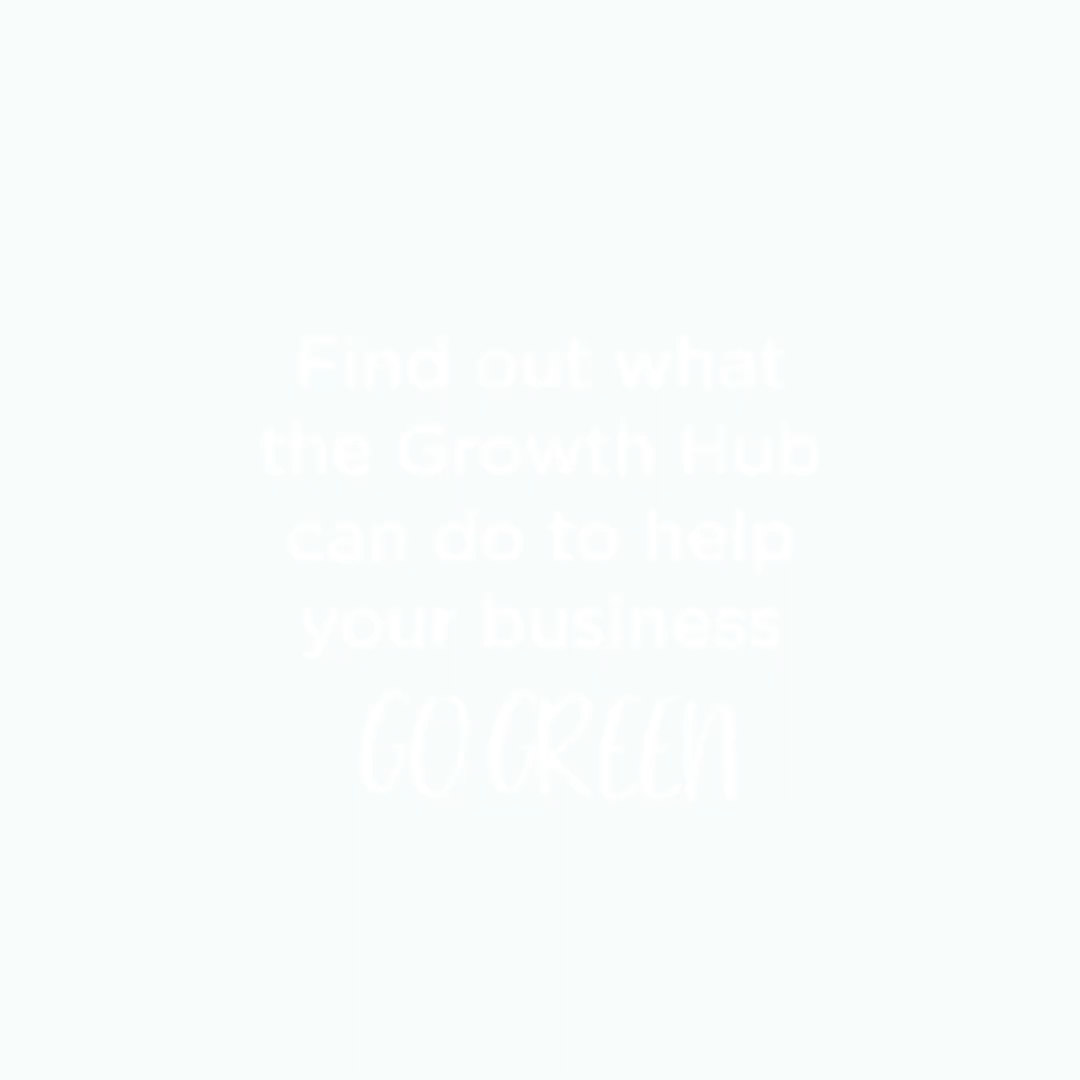 Find out what
the Growth Hub
can do to help
your business
GO GREEN